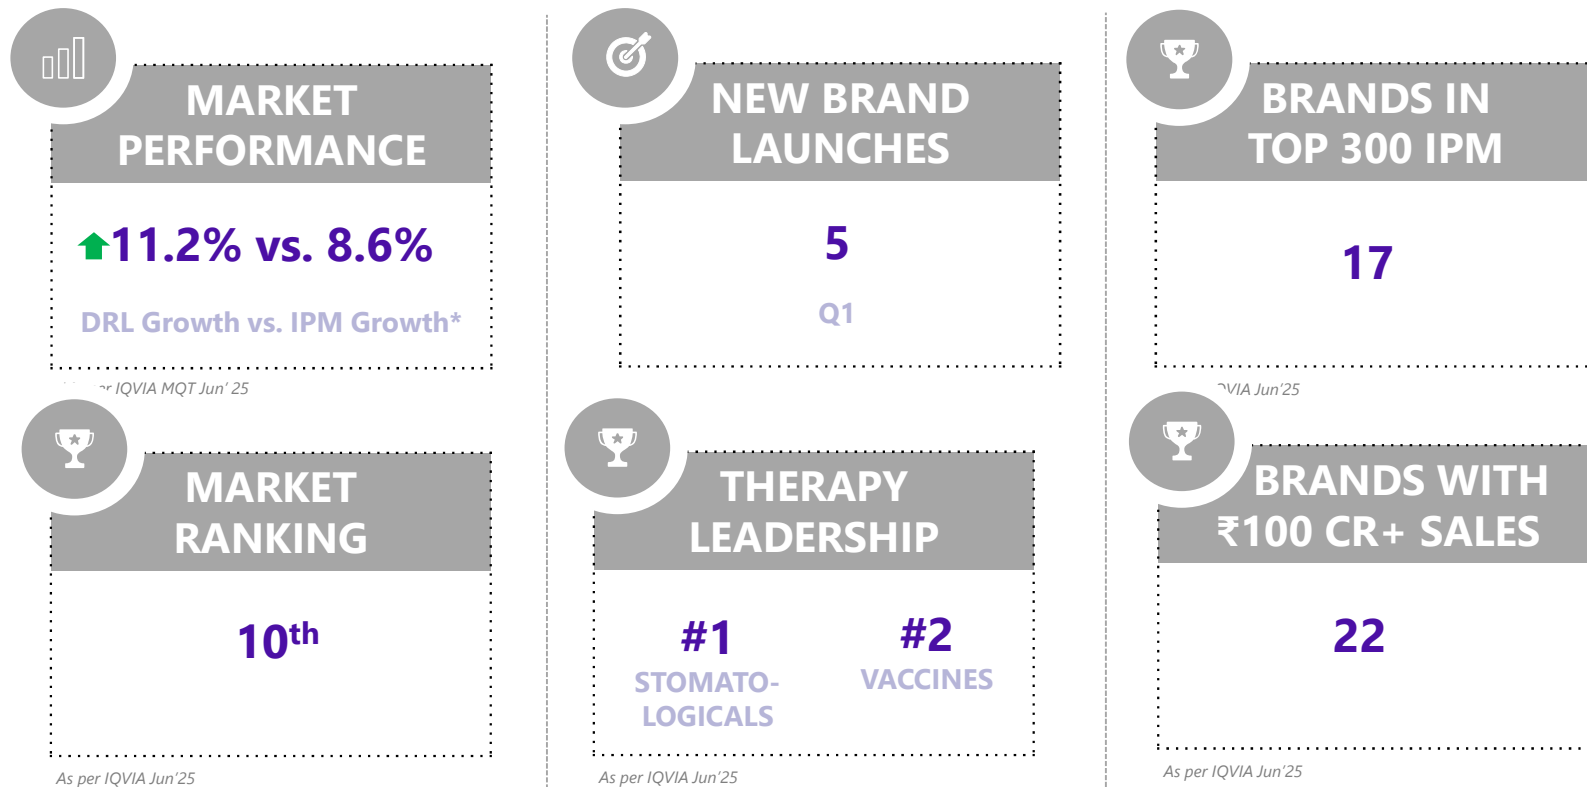 MARKET
PERFORMANCE
11.2% vs. 8.6%
DRL Growth vs. IPM Growth*
IQVIA MQT Jun' 25
NEW BRAND
LAUNCHES
5
Q1
BRANDS IN
TOP 300 IPM
17
Jun'25
MARKET
RANKING
10th
As per IQVIA Jun'25
THERAPY
LEADERSHIP
#1
STOMATO-
LOGICALS
#2
VACCINES
As per IQVIA Jun'25
BRANDS WITH
₹100 CR+ SALES
22
As per IQVIA Jun'25